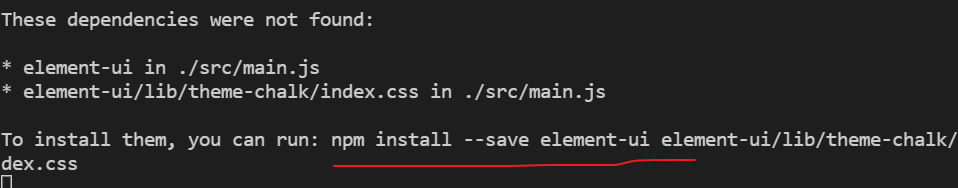 These dependencies were not found:
* element-ui in ./src/main.js
* element-ui/lib/theme-chalk/index.css in ./src/main.js
To install them, you can run: npm install --save element-ui element-ui/lib/theme-chalk/
dex.css